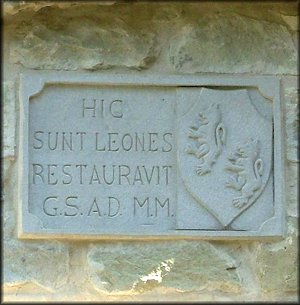 HIC
SUNT LEONES
RESTAURAVIT
G.S.A.D. M.M.